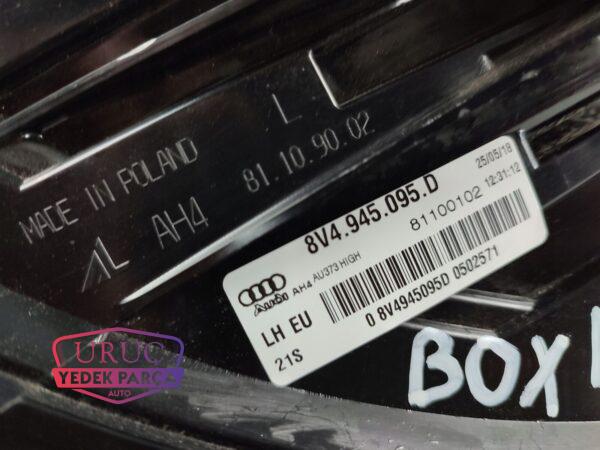 L
81.10.90.02
MADE IN POLAND
AH4
AL
8V4.945.095.D
25/05/18
81100102 12:31:12
Audi AH4 AU373 HIGH
LH EU
21S
0 8V4945095D 0502571
BOX
URUÇ
YEDEK PARÇA
AUTO